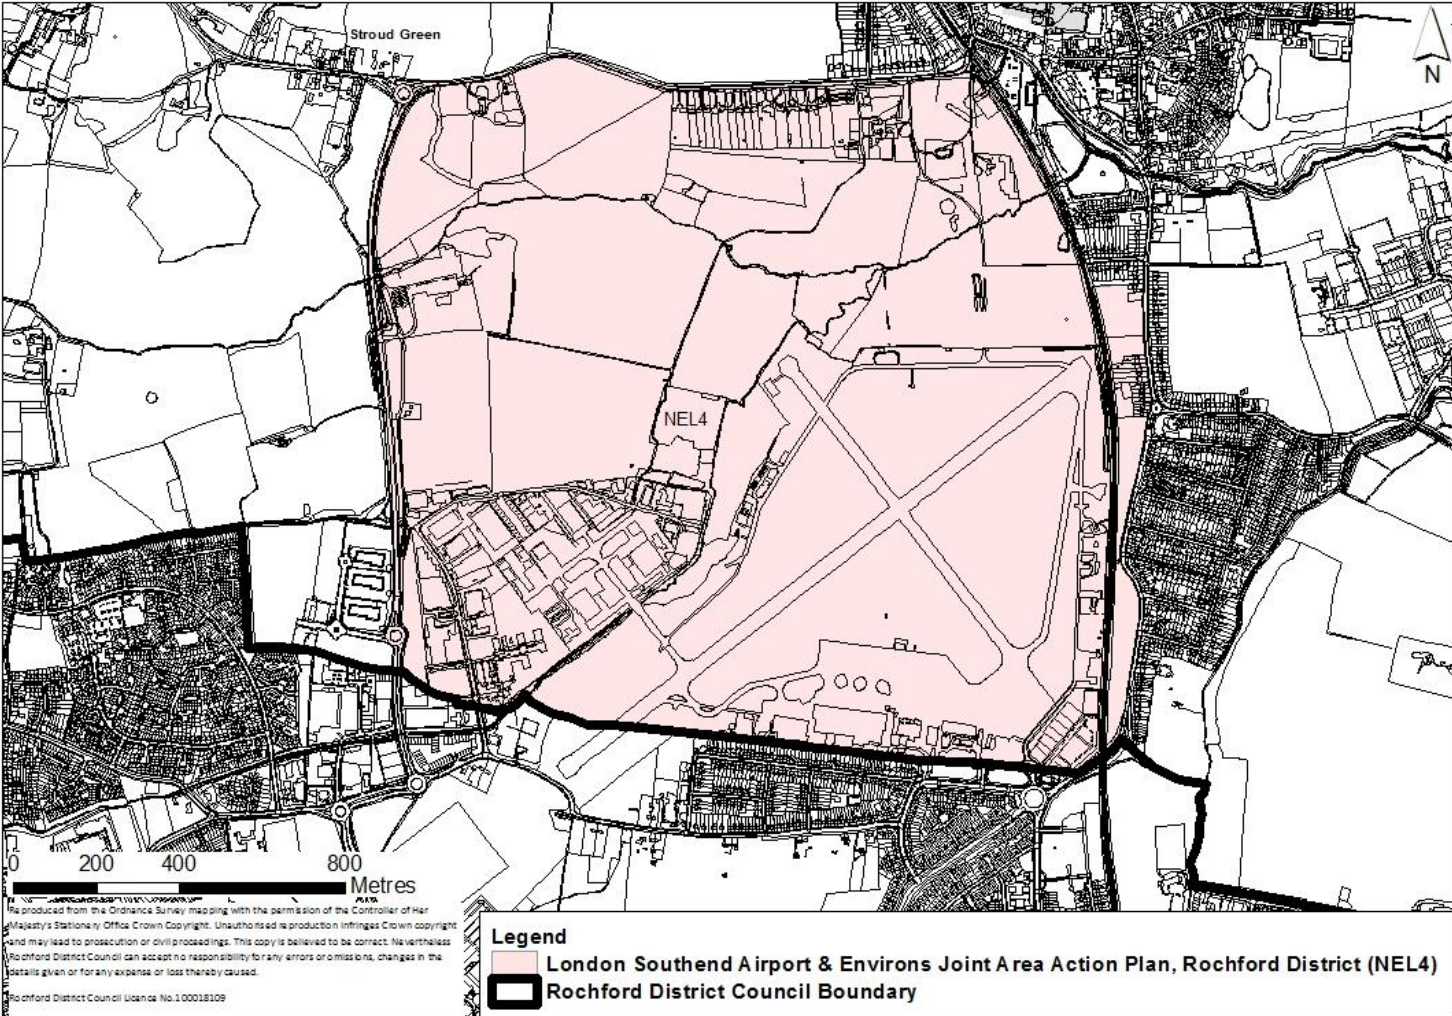 Stroud Green
N
NEL4
0 200 400 800
Metres
Reproduced from the Ordnance Survey mapping with the permission of the Controller of Her
Majesty's Stationery Office Crown Copyright. Unauthorised reproduction infringes Crown copyright
and may lead to prosecution or civil proceedings. This copy is believed to be correct. Nevertheless
Rochford District Council can accept no responsibility for any errors or omissions, changes in the
details given or for any expense or loss thereby caused.
Rochford District Council Licence No.100018109
Legend
London Southend Airport & Environs Joint Area Action Plan, Rochford District (NEL4)
Rochford District Council Boundary